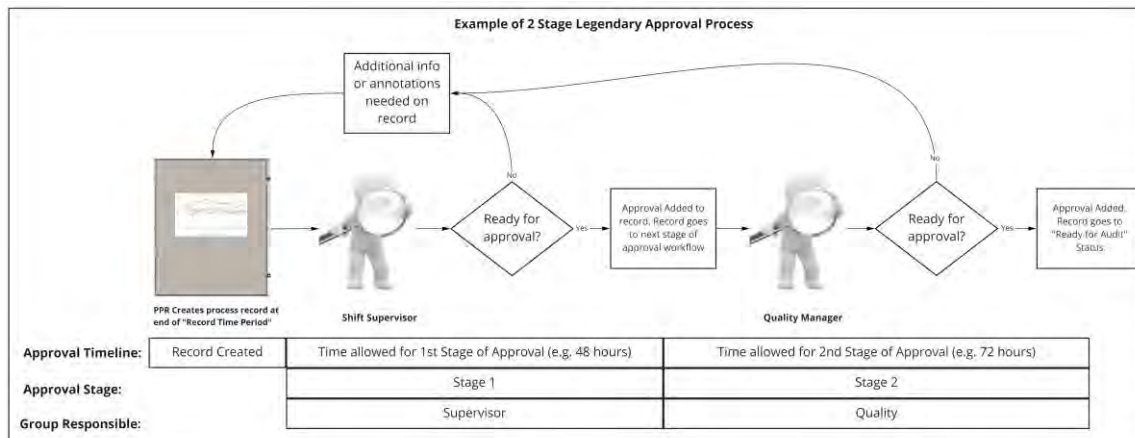 Example of 2 Stage Legendary Approval Process
Additional info
or annotations
needed on
record
No
No
Ready for
approval?
Yes
Approval Added to
record. Record goes
to next stage of
approval workflow
Ready for
approval?
Yes
Approval Added.
Record goes to
"Ready for Audit"
Status.
PPR Creates process record at
end of "Record Time Period"
Shift Supervisor
Quality Manager
Approval Timeline:
Record Created
Time allowed for 1st Stage of Approval (e.g. 48 hours)
Time allowed for 2nd Stage of Approval (e.g. 72 hours)
Approval Stage:
Stage 1
Stage 2
Group Responsible:
Supervisor
Quality